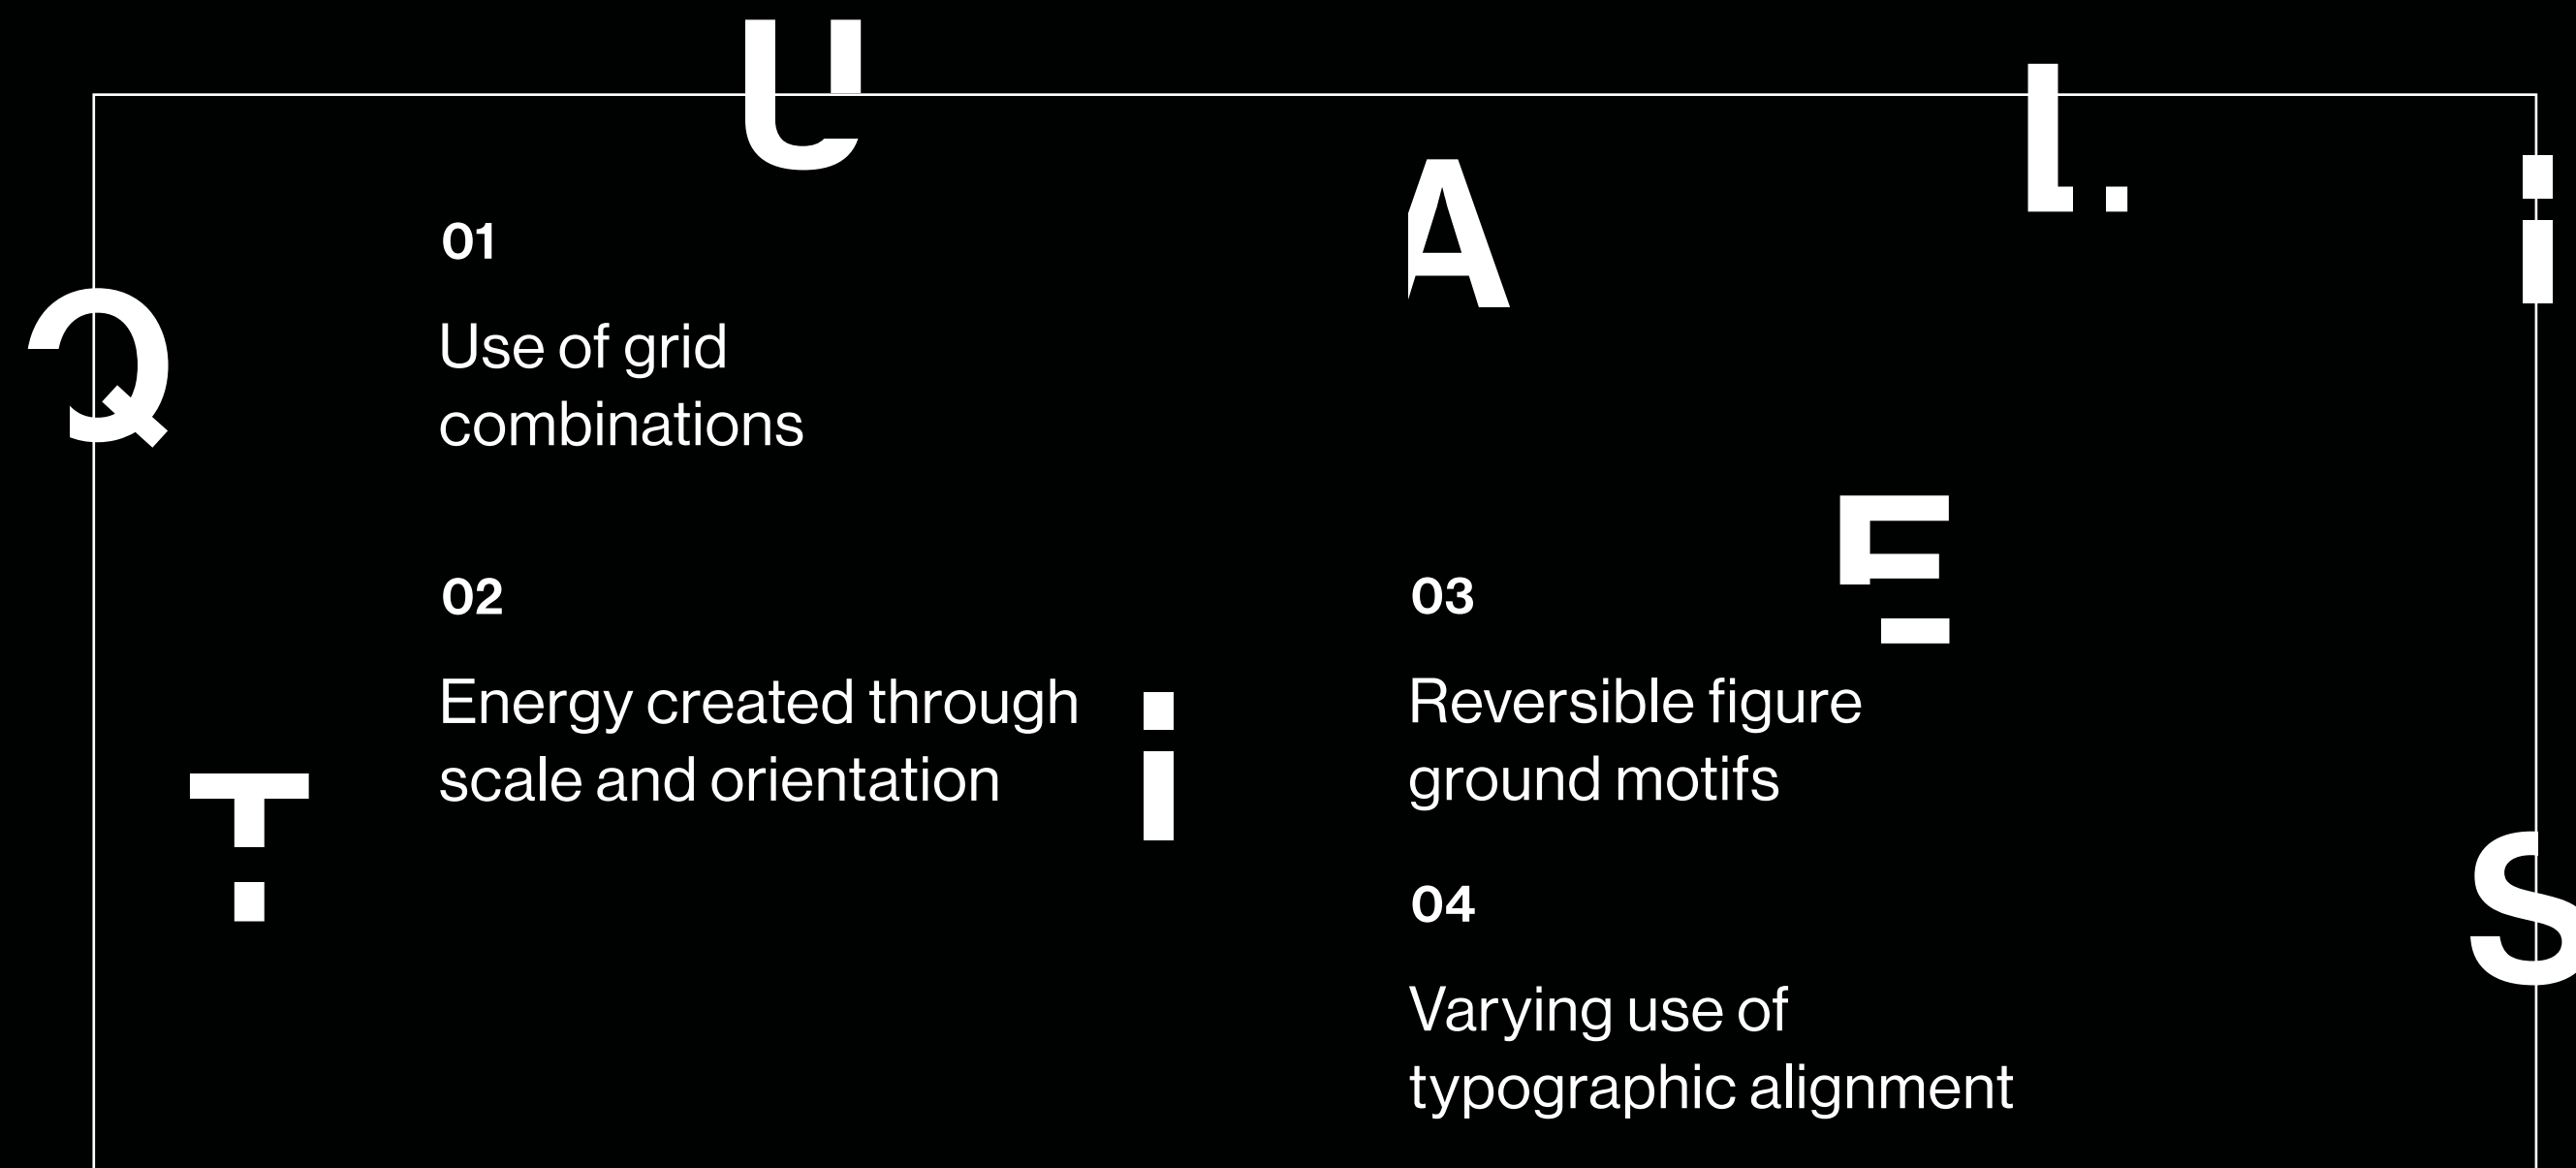 Q
U
A
L
i
T
i
E
S
01
Use of grid
combinations
02
Energy created through
scale and orientation
03
Reversible figure
ground motifs
04
Varying use of
typographic alignment